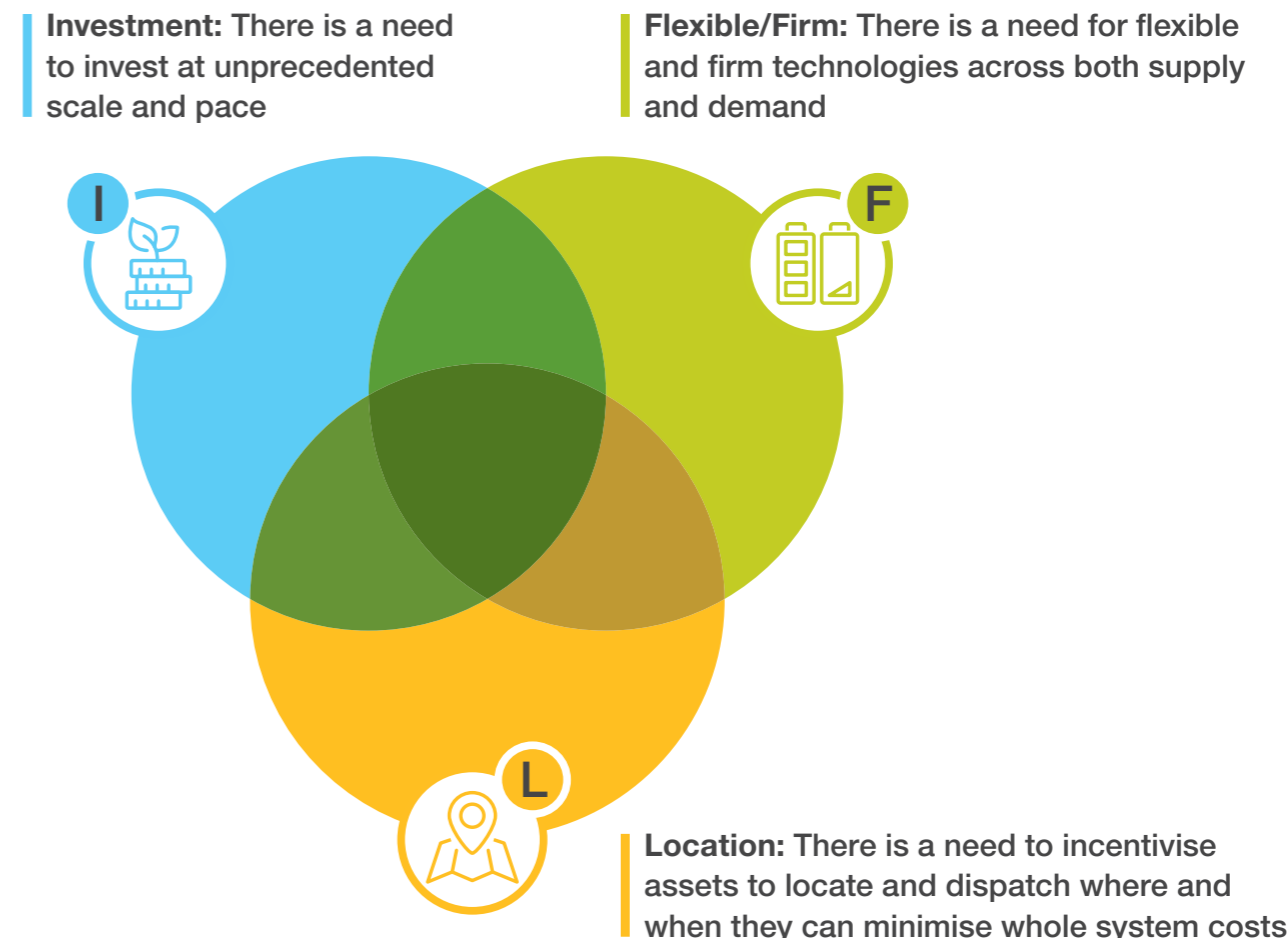 Investment: There is a need
to invest at unprecedented
scale and pace
Flexible/Firm: There is a need for flexible
and firm technologies across both supply
and demand
I
F
L
Location: There is a need to incentivise
assets to locate and dispatch where and
when they can minimise whole system costs